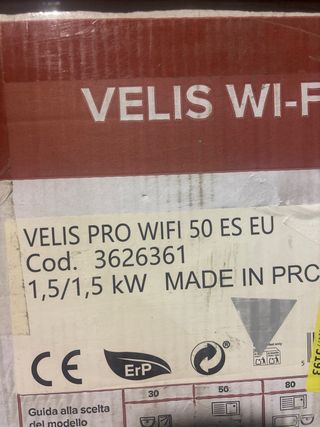 VELIS WI-F
VELIS PRO WIFI 50 ES EU
Cod. 3626361
1,5/1,5 kW MADE IN PRC
CE ErP
30 50 80
Guida alla scelta
del modello